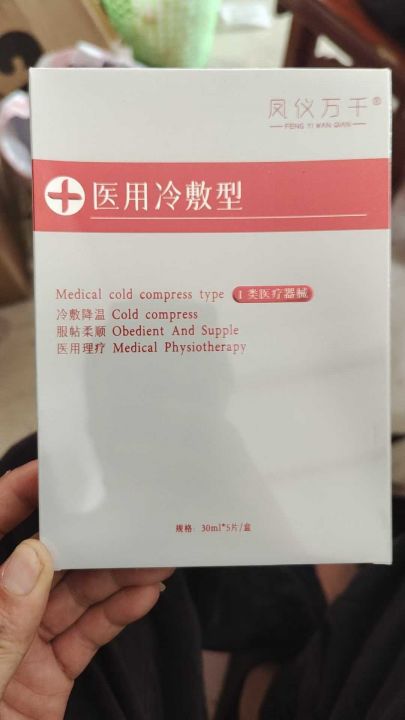 凤仪万千®
FENG YI WAN QIAN
医用冷敷型
Medical cold compress type Ⅰ类医疗器械
冷敷降温 Cold compress
服帖柔顺 Obedient And Supple
医用理疗 Medical Physiotherapy
规格：30ml*5片/盒